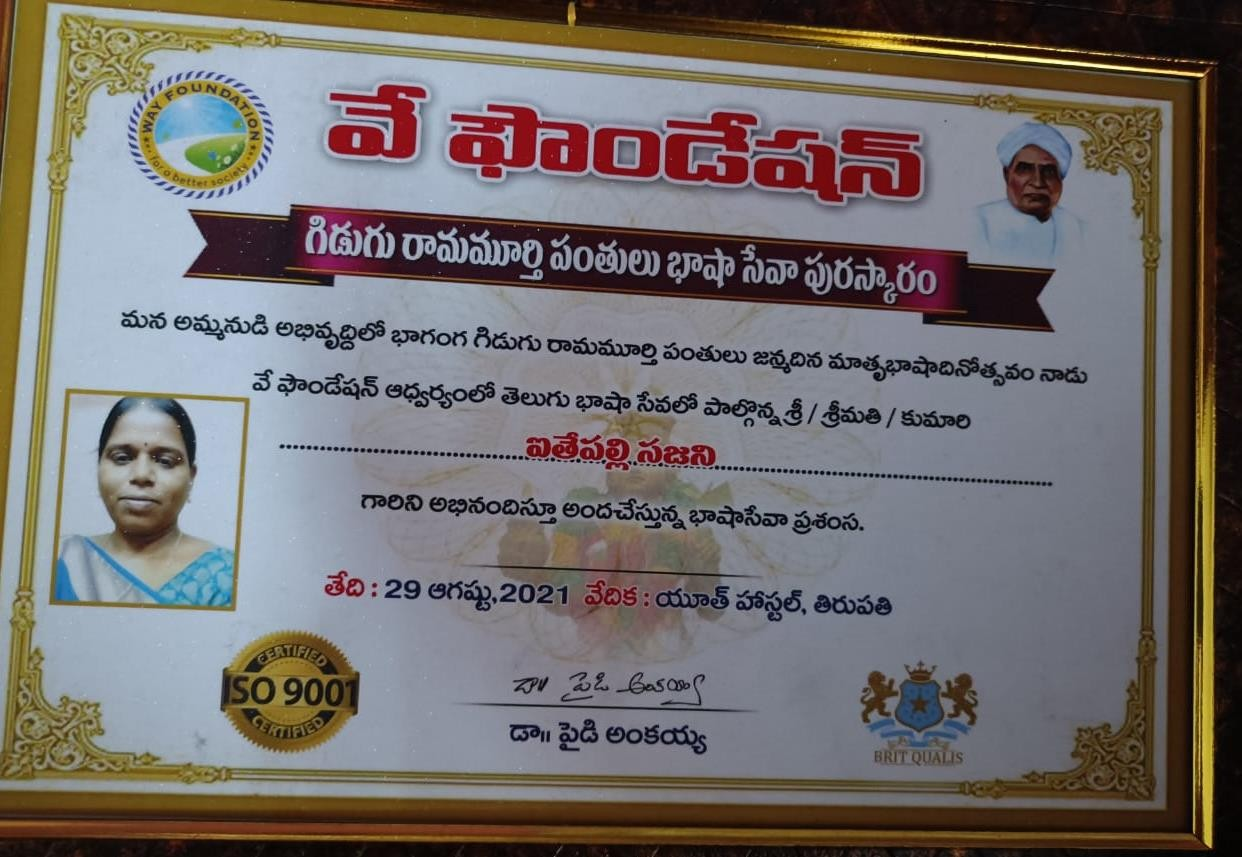 WAY FOUNDATION
for a better society
వే ఫౌండేషన్
గిడుగు రామమూర్తి పంతులు భాషా సేవా పురస్కారం
మన అమ్మనుడి అభివృద్దిలో భాగంగ గిడుగు రామమూర్తి పంతులు జన్మదిన మాతృభాషాదినోత్సవం నాడు
వే ఫౌండేషన్ ఆధ్వర్యంలో తెలుగు భాషా సేవలో పాల్గొన్న శ్రీ / శ్రీమతి / కుమారి
ఐతేపల్లి సజని
గారిని అభినందిస్తూ అందచేస్తున్న భాషాసేవా ప్రశంస.
తేది : 29 ఆగష్టు,2021 వేదిక : యూత్ హాస్టల్, తిరుపతి
CERTIFIED
ISO 9001
CERTIFIED
డా॥ పైడి అంకయ్య
డా॥ పైడి అంకయ్య
BRIT QUALIS